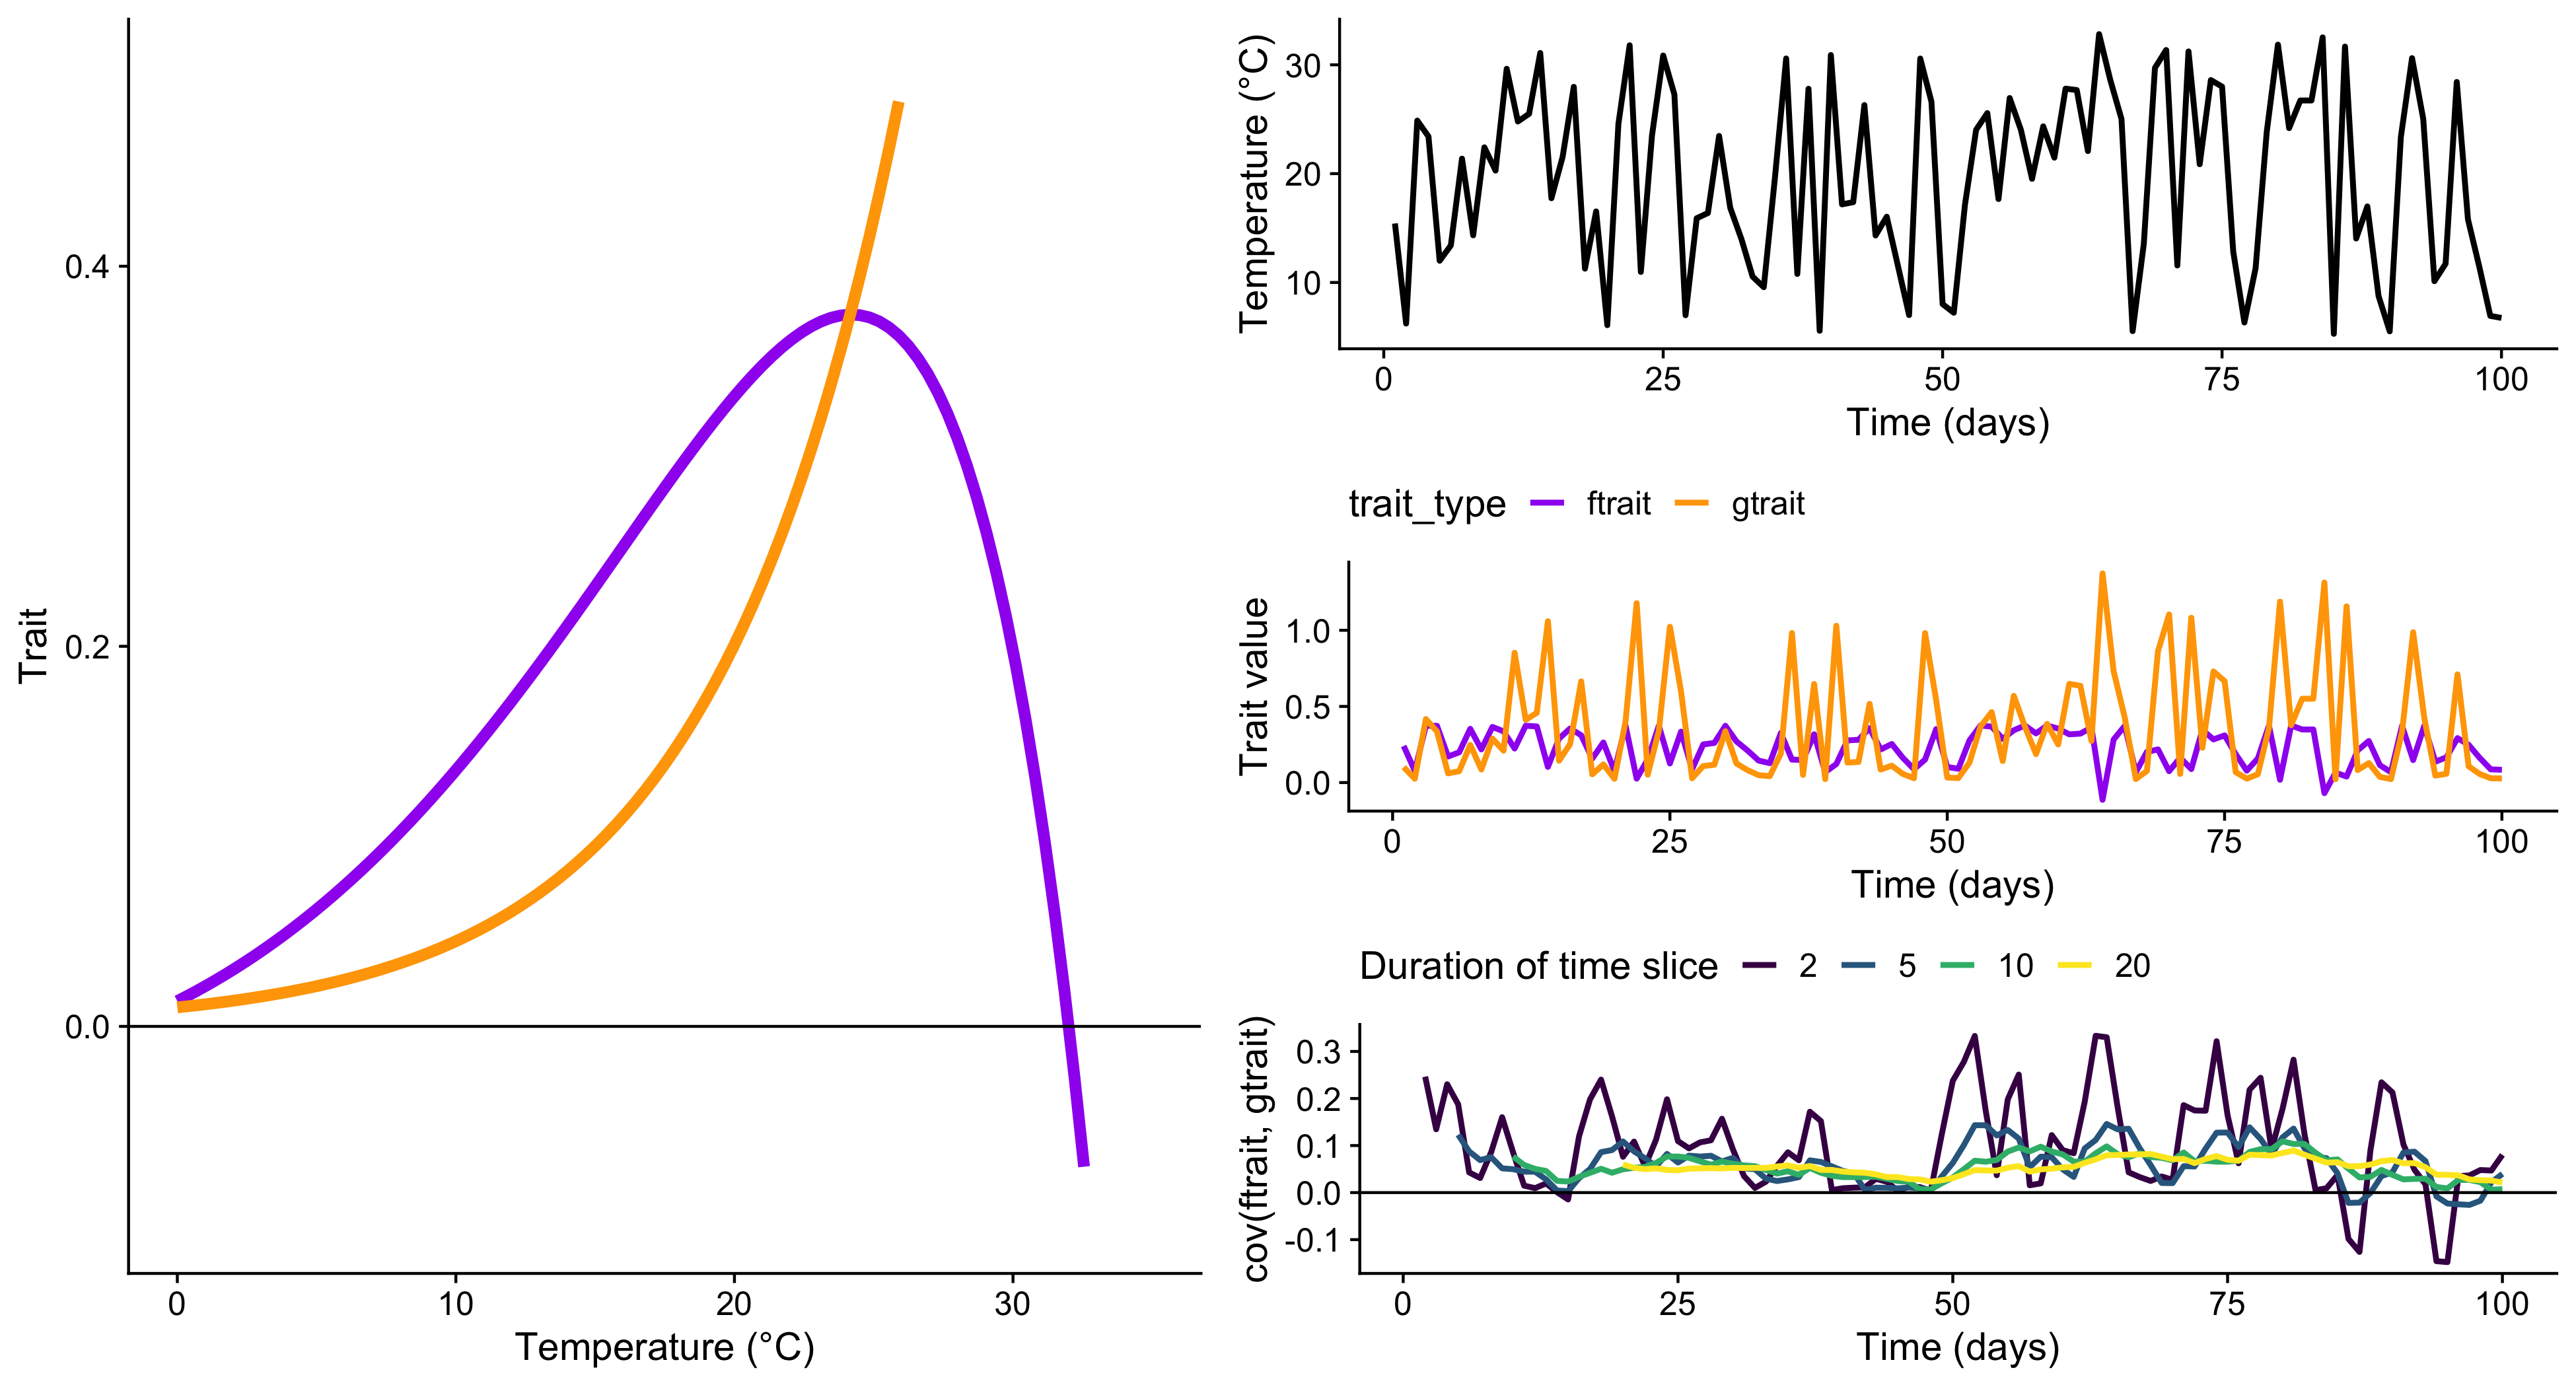 Trait
0.4
0.2
0.0
0 10 20 30
Temperature (°C)
Temperature (°C)
30
20
10
0 25 50 75 100
Time (days)
trait_type ftrait gtrait
Trait value
1.0
0.5
0.0
0 25 50 75 100
Time (days)
Duration of time slice 2 5 10 20
cov(ftrait, gtrait)
0.3
0.2
0.1
0.0
-0.1
0 25 50 75 100
Time (days)